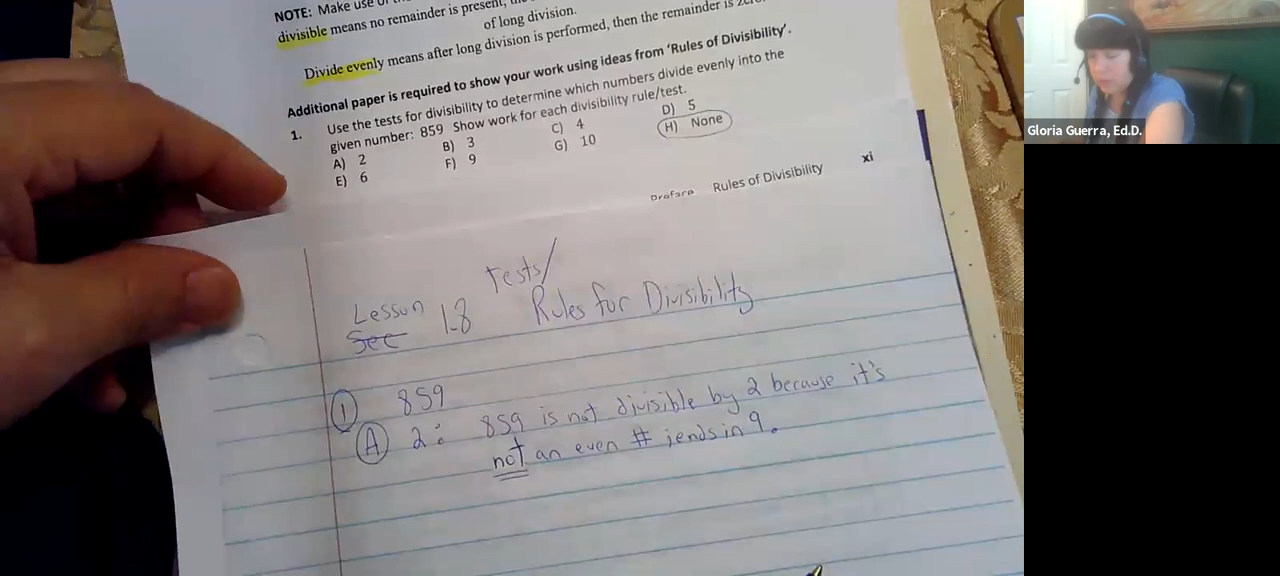 NOTE: Make use of
divisible means no remainder is present,
of long division.
Divide evenly means after long division is performed, then the remainder is zero.
Additional paper is required to show your work using ideas from 'Rules of Divisibility'.
1. Use the tests for divisibility to determine which numbers divide evenly into the
given number: 859 Show work for each divisibility rule/test.
A) 2 B) 3 C) 4 D) 5
E) 6 F) 9 G) 10 H) None
Rules of Divisibility xi
Tests/
Lesson
Sec 1.8 Rules for Divisibility
1 859
A 2: 859 is not divisible by 2 because it's
not an even # ; ends in 9.
Gloria Guerra, Ed.D.